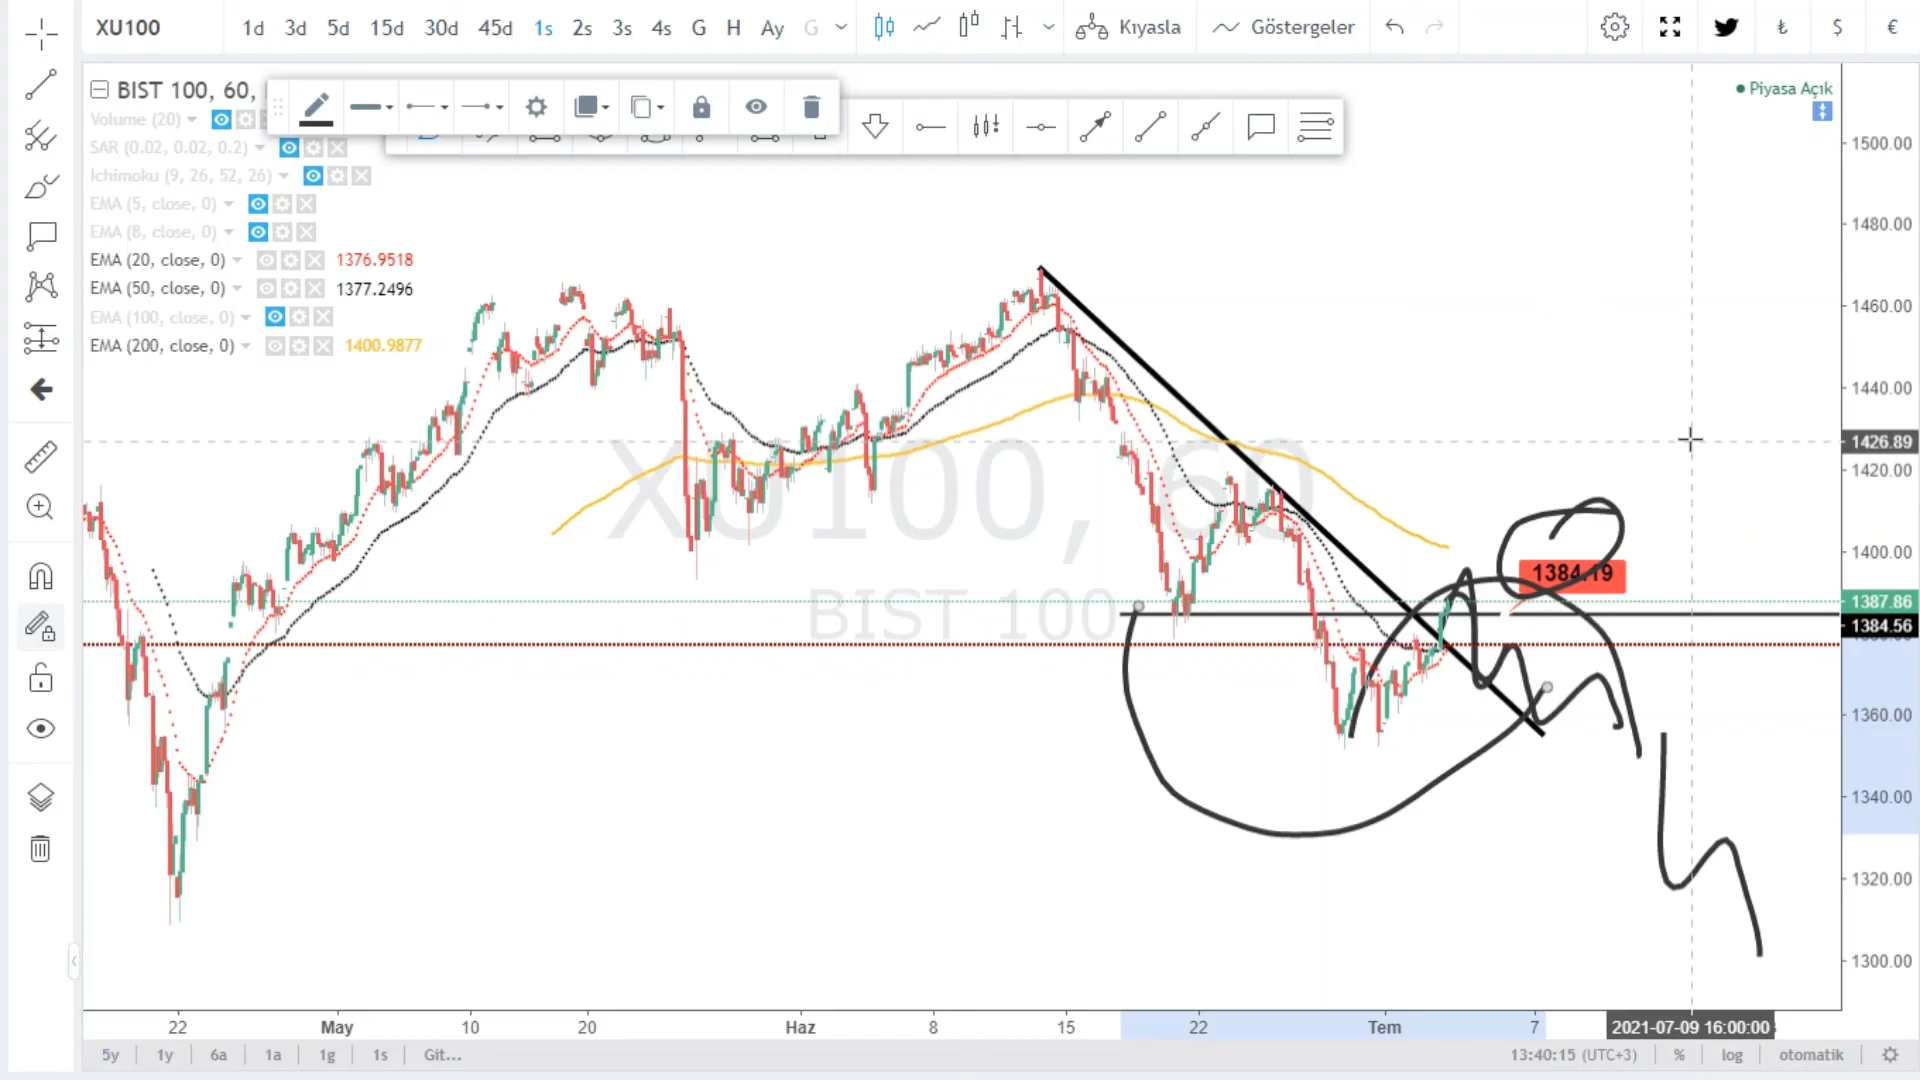 XU100 1d 3d 5d 15d 30d 45d 1s 2s 3s 4s G H Ay G Kıyasla Göstergeler ₺ $ €
BIST 100, 60,
Piyasa Açık
Volume (20)
SAR (0.02, 0.02, 0.2)
Ichimoku (9, 26, 52, 26)
EMA (5, close, 0)
EMA (8, close, 0)
EMA (20, close, 0) 1376.9518
EMA (50, close, 0) 1377.2496
EMA (100, close, 0)
EMA (200, close, 0) 1400.9877
XU100, 60
BIST 100
1384.19
1500.00
1480.00
1460.00
1440.00
1426.89
1420.00
1400.00
1387.86
1384.56
1360.00
1340.00
1320.00
1300.00
22 May 10 20 Haz 8 15 22 Tem 7 2021-07-09 16:00:00
5y 1y 6a 1a 1g 1s Git... 13:40:15 (UTC+3) % log otomatik